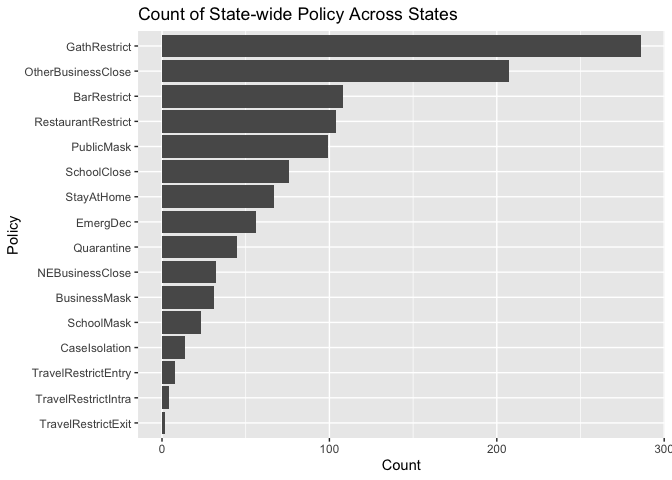 Count of State-wide Policy Across States
GathRestrict
OtherBusinessClose
BarRestrict
RestaurantRestrict
PublicMask
SchoolClose
StayAtHome
EmergDec
Quarantine
NEBusinessClose
BusinessMask
SchoolMask
CaseIsolation
TravelRestrictEntry
TravelRestrictIntra
TravelRestrictExit
Policy
0 100 200 300
Count